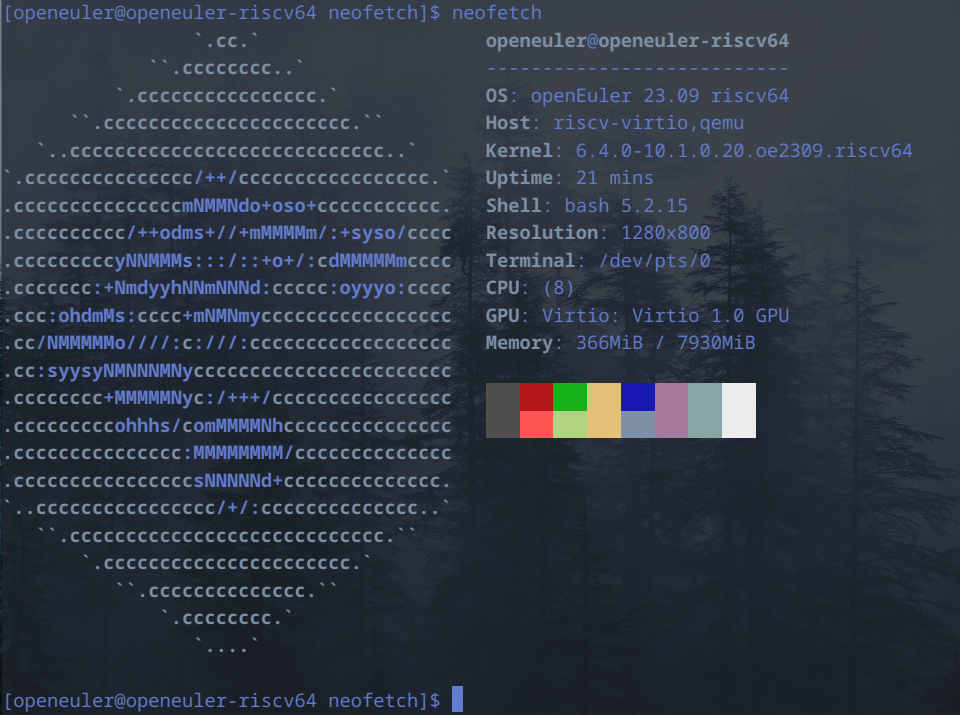 [openeuler@openeuler-riscv64 neofetch]$ neofetch
`.cc.` openeuler@openeuler-riscv64
``.cccccccc..` ---------------------------
`.cccccccccccccccc.` OS: openEuler 23.09 riscv64
``.cccccccccccccccccccccc.`` Host: riscv-virtio,qemu
`..cccccccccccccccccccccccccccc..` Kernel: 6.4.0-10.1.0.20.oe2309.riscv64
`.ccccccccccccccc/++/ccccccccccccccccc.` Uptime: 21 mins
.cccccccccccccccmNMMNdo+oso+ccccccccccc. Shell: bash 5.2.15
.cccccccccc/++odms+//+mMMMMm/:+syso/cccc Resolution: 1280x800
.cccccccccyNNMMMs:::/::+o+/:cdMMMMMmcccc Terminal: /dev/pts/0
.ccccccc:+NmdyyhNNmNNNd:ccccc:oyyyo:cccc CPU: (8)
.ccc:ohdmMs:cccc+mNMNmyccccccccccccccccc GPU: Virtio: Virtio 1.0 GPU
.cc/NMMMMMo////:c:///:cccccccccccccccccc Memory: 366MiB / 7930MiB
.cc:syysyNMNNNMNyccccccccccccccccccccccc
.cccccccc+MMMMMNyc:/+++/cccccccccccccccc
.cccccccccohhhs/comMMMMNhccccccccccccccc
.ccccccccccccccc:MMMMMMMM/cccccccccccccc
.ccccccccccccccccsNNNNNd+cccccccccccccc.
`..cccccccccccccccc/+/:cccccccccccccc..`
``.cccccccccccccccccccccccccccc.``
`.cccccccccccccccccccccc.`
``.cccccccccccccc.``
`.cccccccc.`
`....`
[openeuler@openeuler-riscv64 neofetch]$